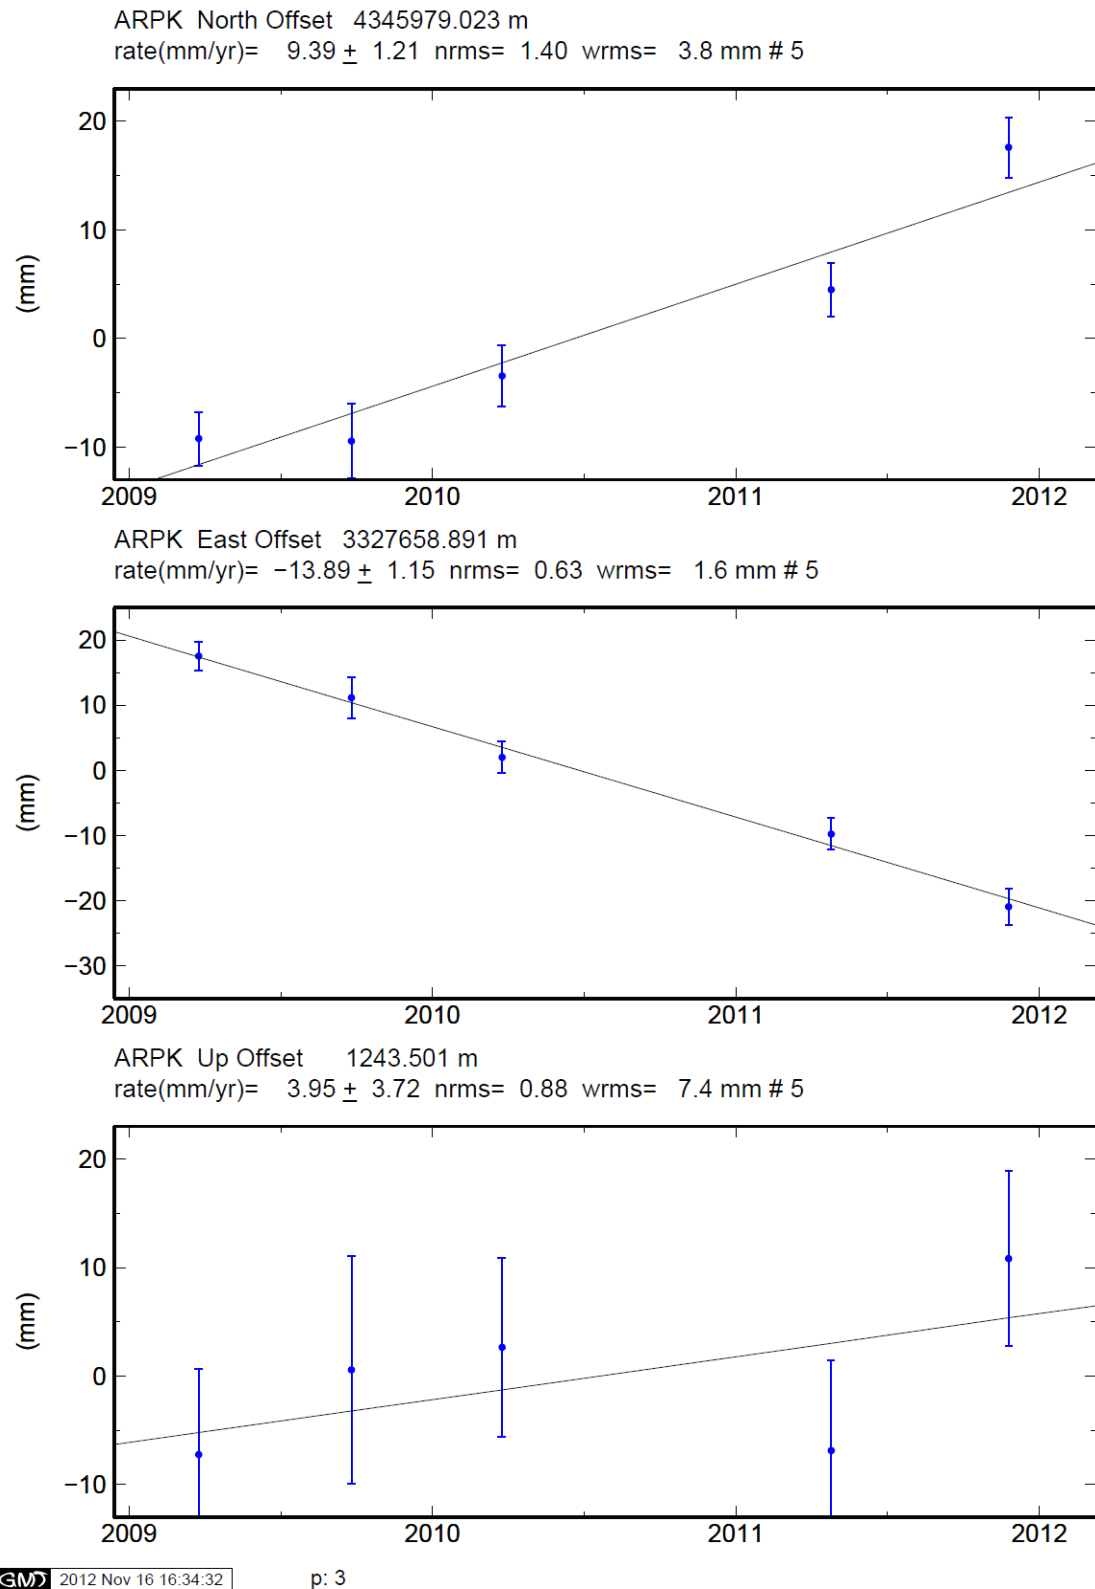 ARPK North Offset 4345979.023 m
rate(mm/yr)= 9.39 ± 1.21 nrms= 1.40 wrms= 3.8 mm # 5
20
10
0
−10
(mm)
2009 2010 2011 2012
ARPK East Offset 3327658.891 m
rate(mm/yr)= −13.89 ± 1.15 nrms= 0.63 wrms= 1.6 mm # 5
20
10
0
−10
−20
−30
(mm)
2009 2010 2011 2012
ARPK Up Offset 1243.501 m
rate(mm/yr)= 3.95 ± 3.72 nrms= 0.88 wrms= 7.4 mm # 5
20
10
0
−10
(mm)
2009 2010 2011 2012
GMT 2012 Nov 16 16:34:32 p: 3